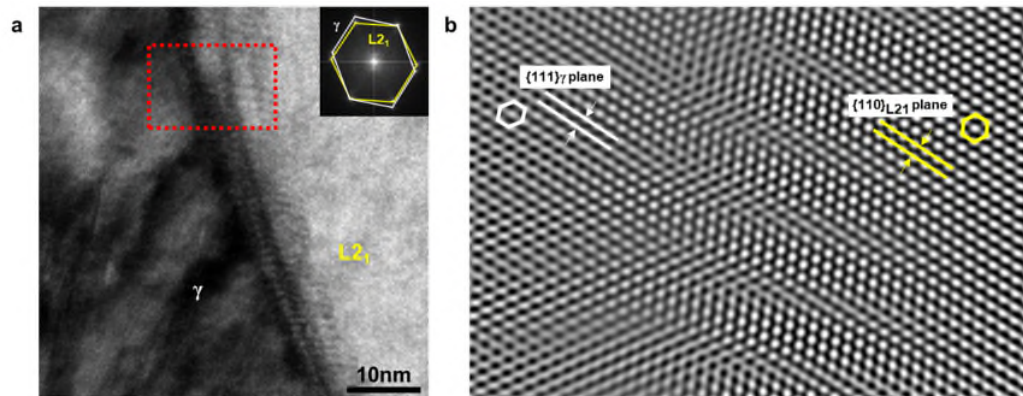 a
γ
L2₁
γ
L2₁
10nm
b
{111}γ plane
{110}L21 plane